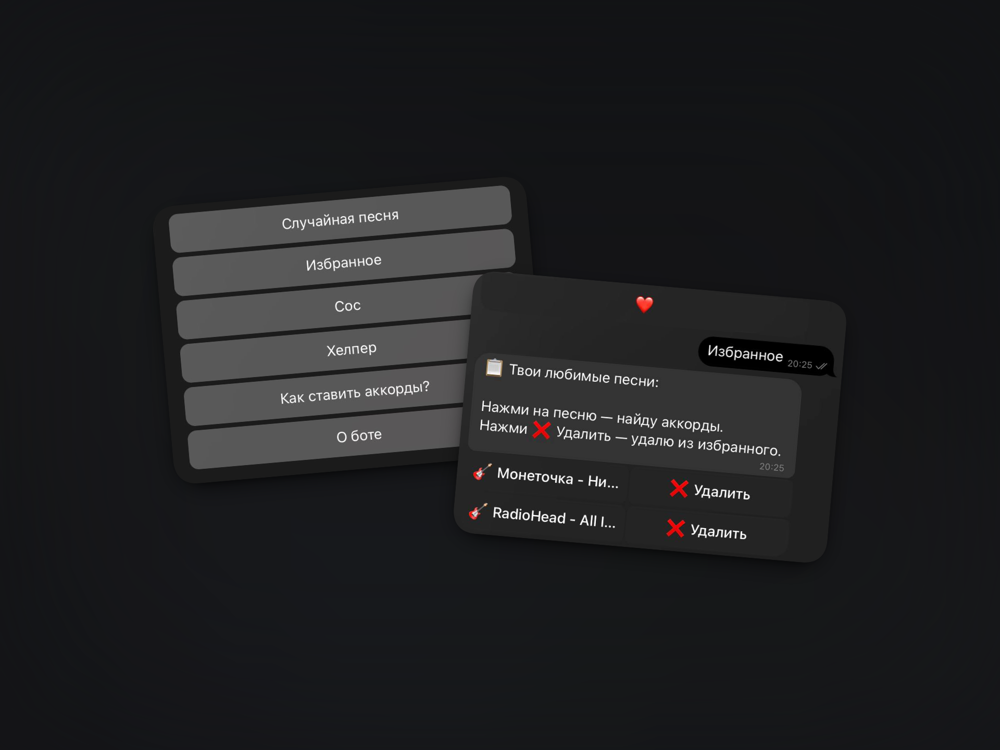 Случайная песня
Избранное
Сос
Хелпер
Как ставить аккорды?
О боте
❤️
Избранное 20:25
📋 Твои любимые песни:
Нажми на песню — найду аккорды.
Нажми ❌ Удалить — удалю из избранного.
20:25
🎸 Монеточка - Ни... ❌ Удалить
🎸 RadioHead - All I... ❌ Удалить